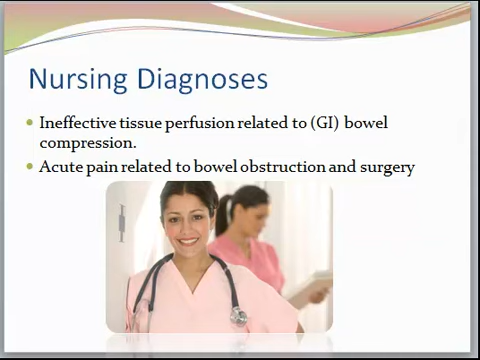 Nursing Diagnoses
Ineffective tissue perfusion related to (GI) bowel
compression.
Acute pain related to bowel obstruction and surgery